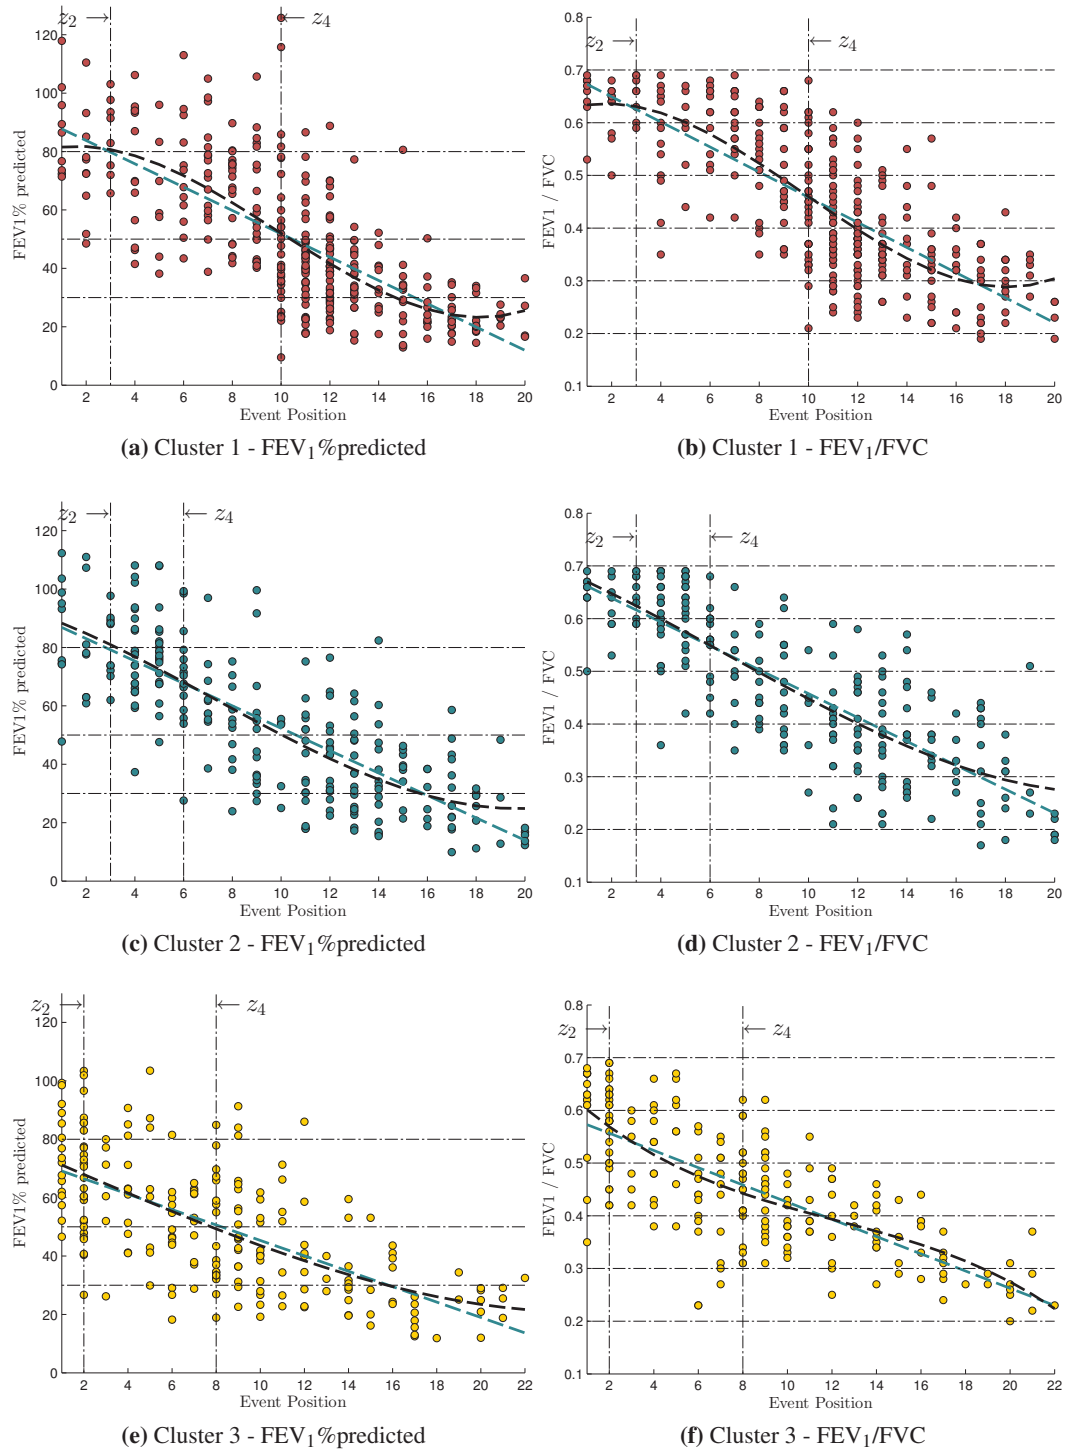 z2 z4
120
100
80
60
40
20
0
FEV1% predicted
2 4 6 8 10 12 14 16 18 20
Event Position
(a) Cluster 1 - FEV1%predicted
z2 z4
0.8
0.7
0.6
0.5
0.4
0.3
0.2
0.1
FEV1 / FVC
2 4 6 8 10 12 14 16 18 20
Event Position
(b) Cluster 1 - FEV1/FVC
z2 z4
120
100
80
60
40
20
0
FEV1% predicted
2 4 6 8 10 12 14 16 18 20
Event Position
(c) Cluster 2 - FEV1%predicted
z2 z4
0.8
0.7
0.6
0.5
0.4
0.3
0.2
0.1
FEV1 / FVC
2 4 6 8 10 12 14 16 18 20
Event Position
(d) Cluster 2 - FEV1/FVC
z2 z4
120
100
80
60
40
20
0
FEV1% predicted
2 4 6 8 10 12 14 16 18 20 22
Event Position
(e) Cluster 3 - FEV1%predicted
z2 z4
0.8
0.7
0.6
0.5
0.4
0.3
0.2
0.1
FEV1 / FVC
2 4 6 8 10 12 14 16 18 20 22
Event Position
(f) Cluster 3 - FEV1/FVC